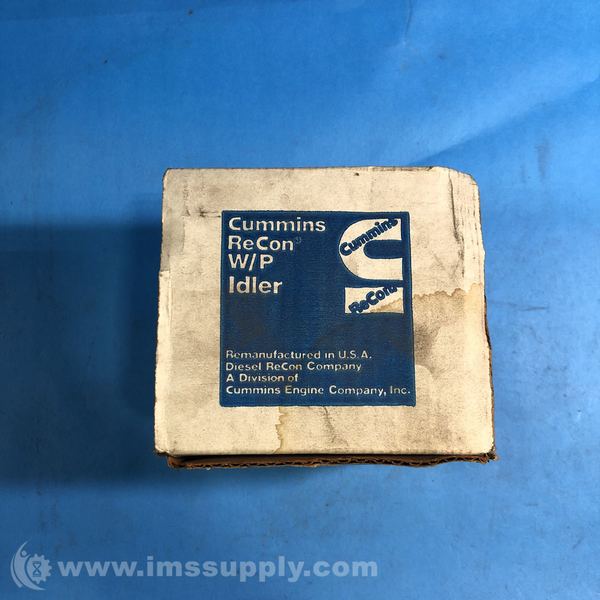 Cummins
ReCon®
W/P
Idler
Cummins
ReCon®
Remanufactured in U.S.A.
Diesel ReCon Company
A Division of
Cummins Engine Company, Inc.
www.imssupply.com